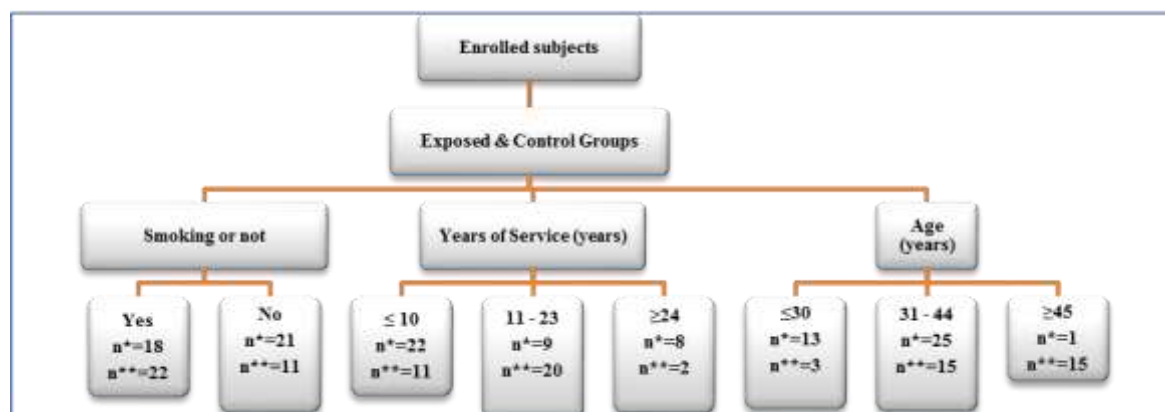 Enrolled subjects
Exposed & Control Groups
Smoking or not
Years of Service (years)
Age
(years)
Yes
n*=18
n**=22
No
n*=21
n**=11
≤ 10
n*=22
n**=11
11 - 23
n*=9
n**=20
≥24
n*=8
n**=2
≤30
n*=13
n**=3
31 - 44
n*=25
n**=15
≥45
n*=1
n**=15